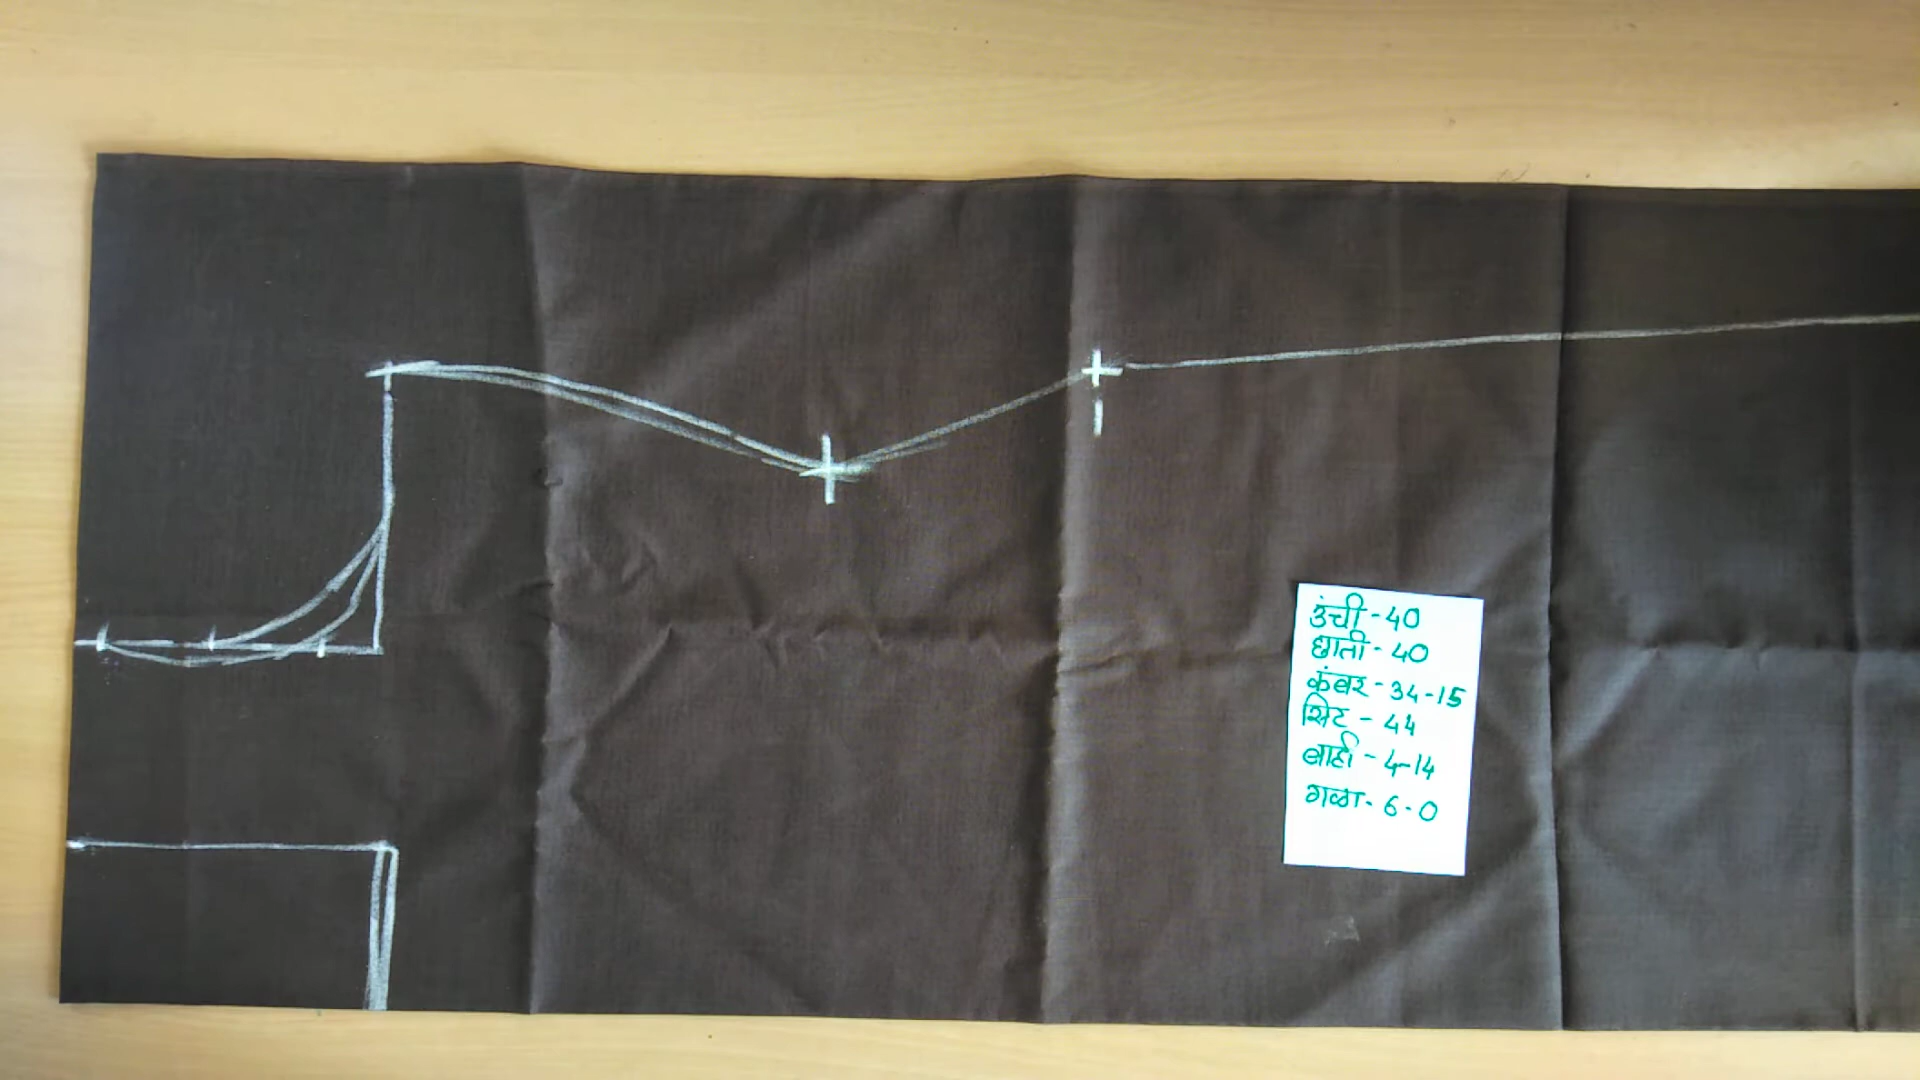 उंची - 40
छाती - 40
कंबर - 34-15
सिट - 44
बाही - 4-14
गळा - 6-0